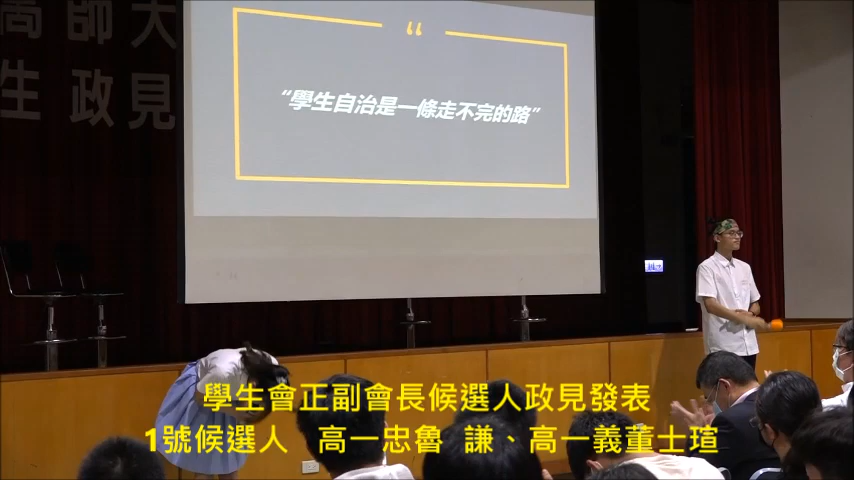 高師大
生政見
“
“學生自治是一條走不完的路”
學生會正副會長候選人政見發表
1號候選人 高一忠魯 謙、高一義董士瑄